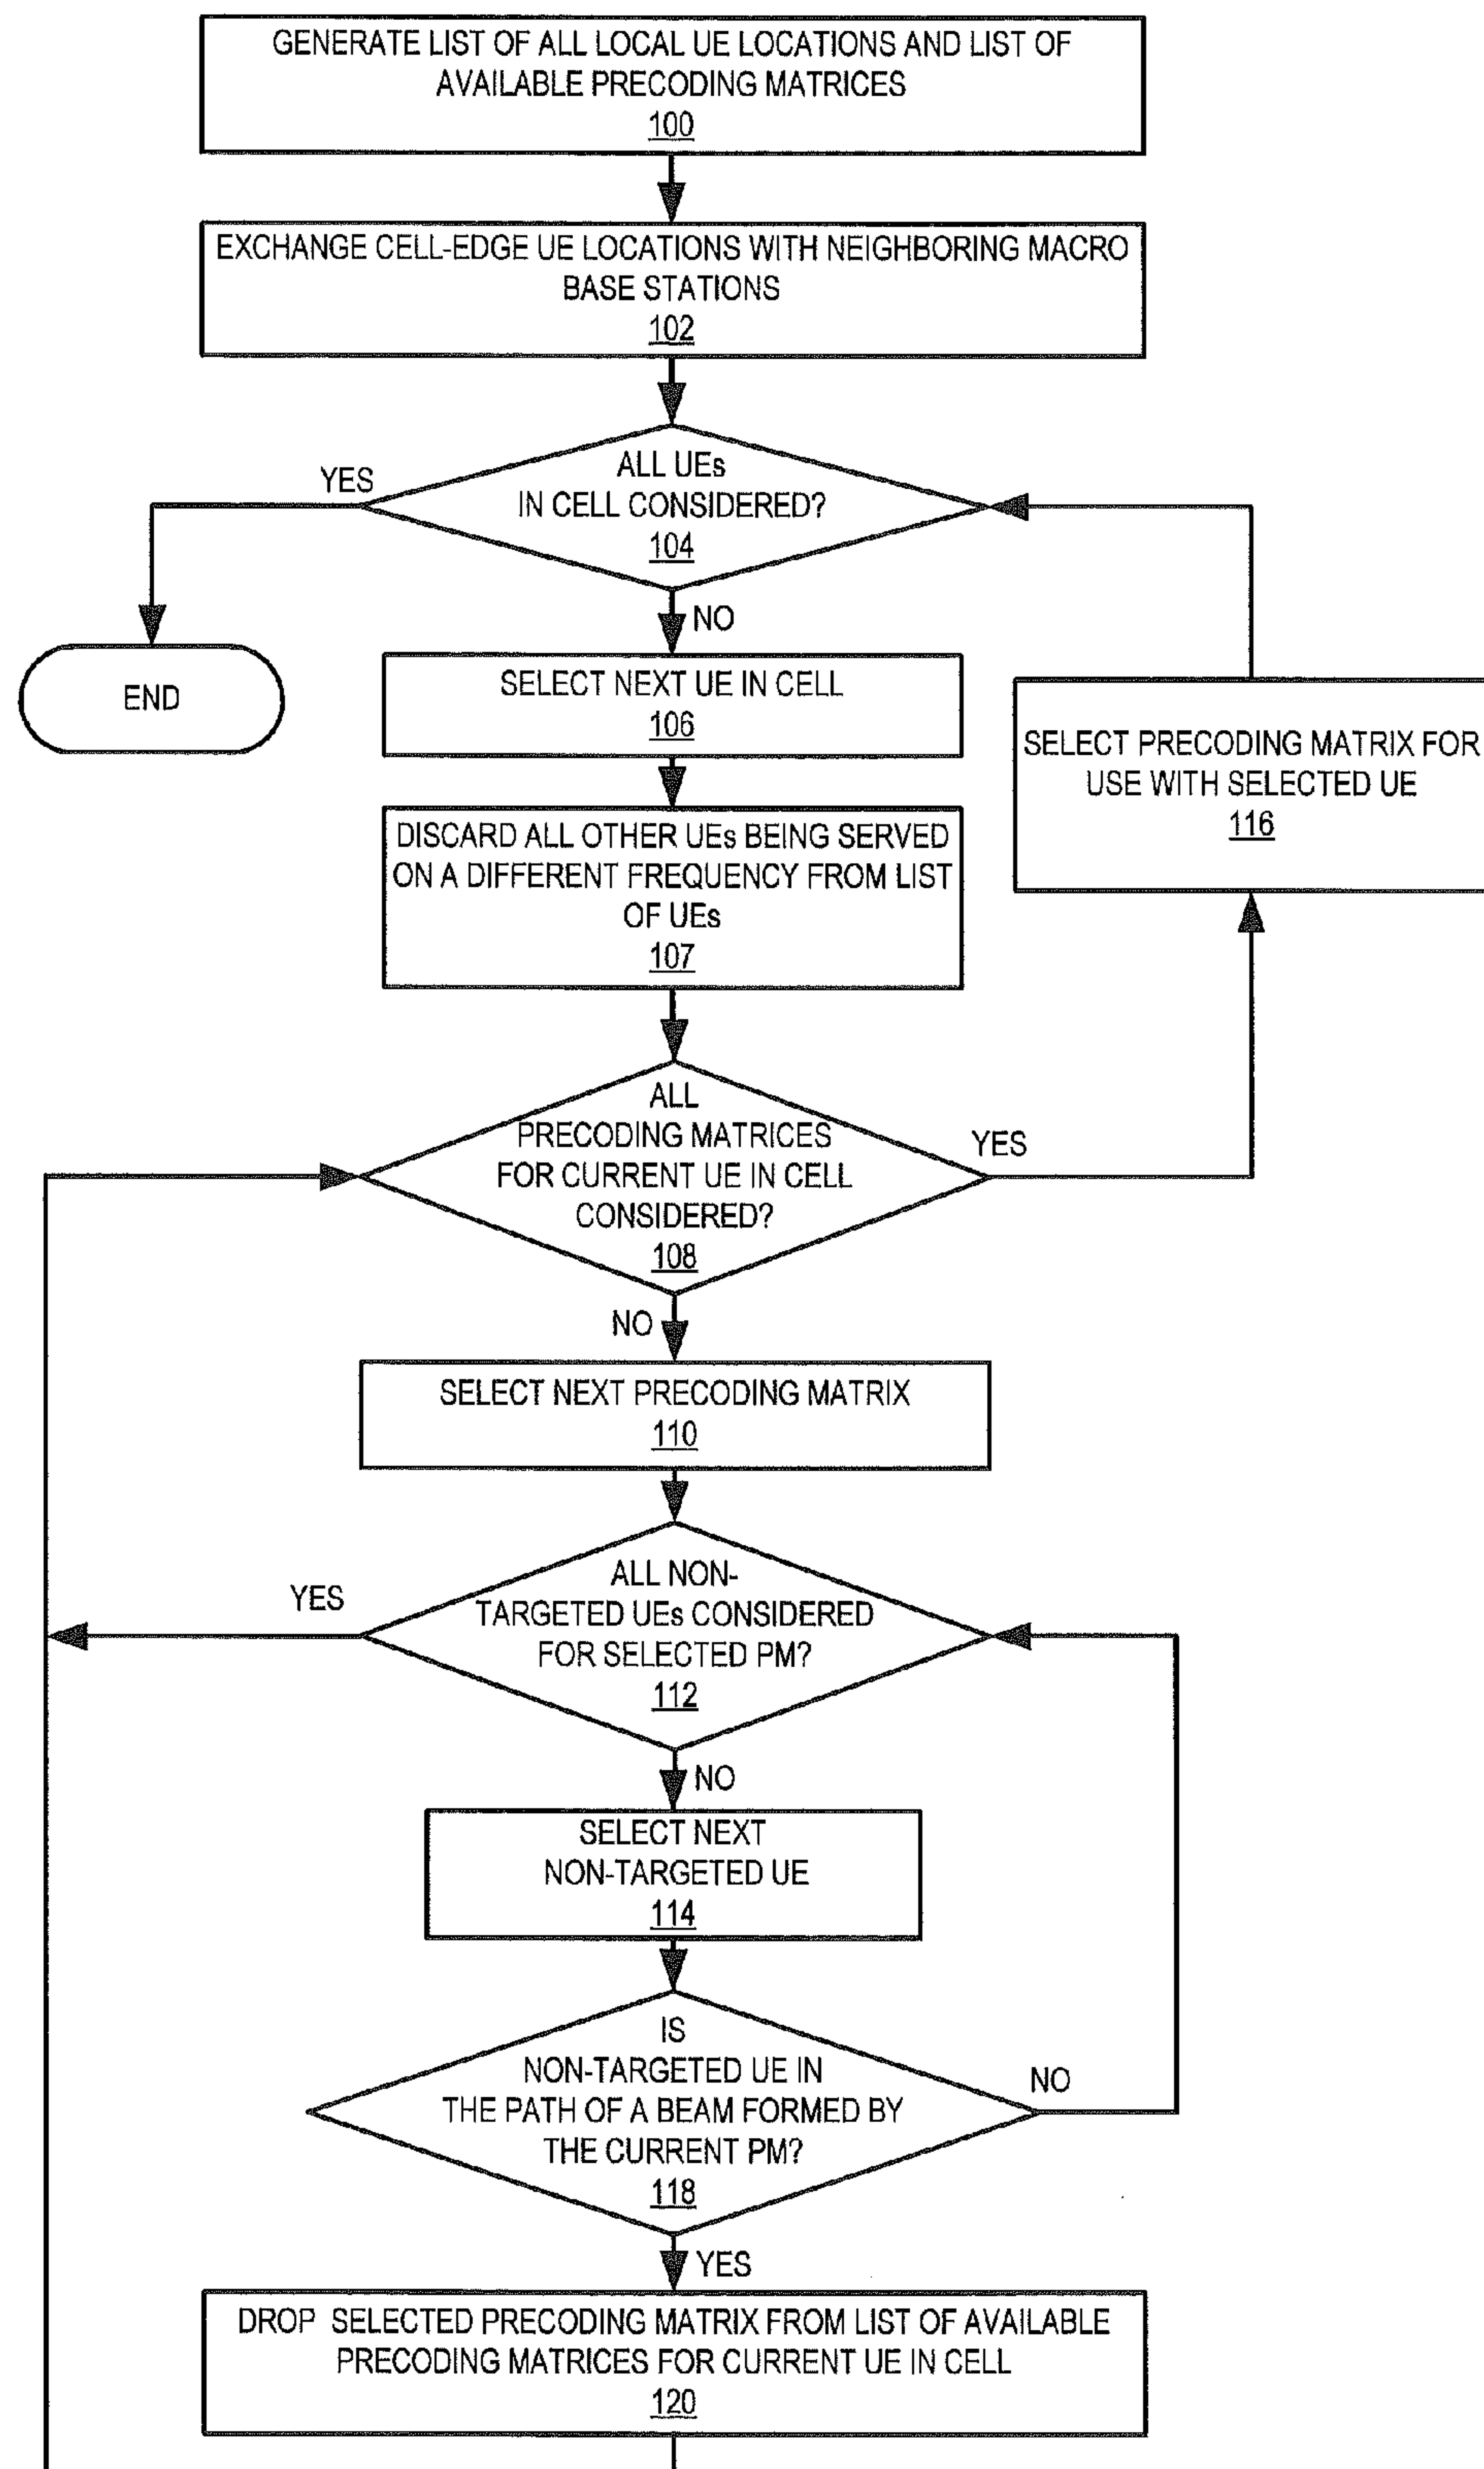 GENERATE LIST OF ALL LOCAL UE LOCATIONS AND LIST OF
AVAILABLE PRECODING MATRICES
100
EXCHANGE CELL-EDGE UE LOCATIONS WITH NEIGHBORING MACRO
BASE STATIONS
102
YES
ALL UEs
IN CELL CONSIDERED?
104
NO
END
SELECT NEXT UE IN CELL
106
SELECT PRECODING MATRIX FOR
USE WITH SELECTED UE
116
DISCARD ALL OTHER UEs BEING SERVED
ON A DIFFERENT FREQUENCY FROM LIST
OF UEs
107
ALL
PRECODING MATRICES
FOR CURRENT UE IN CELL
CONSIDERED?
108
YES
NO
SELECT NEXT PRECODING MATRIX
110
YES
ALL NON-
TARGETED UEs CONSIDERED
FOR SELECTED PM?
112
NO
SELECT NEXT
NON-TARGETED UE
114
IS
NON-TARGETED UE IN
THE PATH OF A BEAM FORMED BY
THE CURRENT PM?
118
NO
YES
DROP SELECTED PRECODING MATRIX FROM LIST OF AVAILABLE
PRECODING MATRICES FOR CURRENT UE IN CELL
120